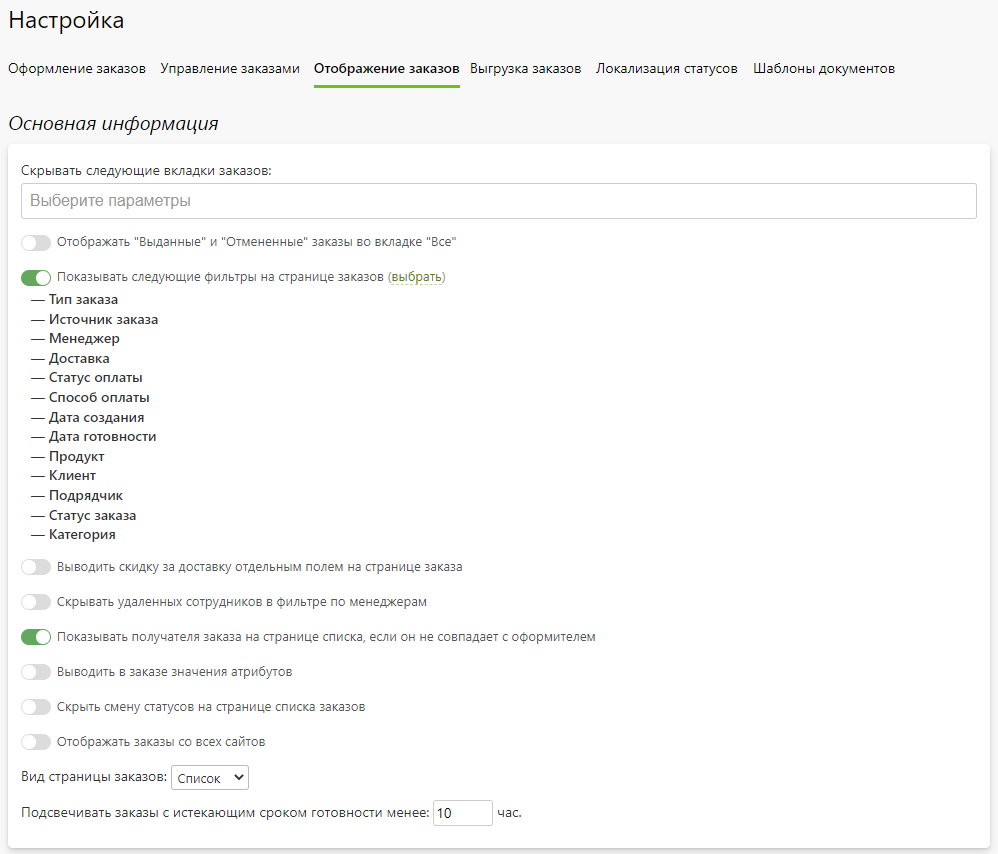 Настройка
Оформление заказов Управление заказами Отображение заказов Выгрузка заказов Локализация статусов Шаблоны документов
Основная информация
Скрывать следующие вкладки заказов:
Выберите параметры
Отображать "Выданные" и "Отмененные" заказы во вкладке "Все"
Показывать следующие фильтры на странице заказов (выбрать)
— Тип заказа
— Источник заказа
— Менеджер
— Доставка
— Статус оплаты
— Способ оплаты
— Дата создания
— Дата готовности
— Продукт
— Клиент
— Подрядчик
— Статус заказа
— Категория
Выводить скидку за доставку отдельным полем на странице заказа
Скрывать удаленных сотрудников в фильтре по менеджерам
Показывать получателя заказа на странице списка, если он не совпадает с оформителем
Выводить в заказе значения атрибутов
Скрыть смену статусов на странице списка заказов
Отображать заказы со всех сайтов
Вид страницы заказов: Список
Подсвечивать заказы с истекающим сроком готовности менее: 10 час.